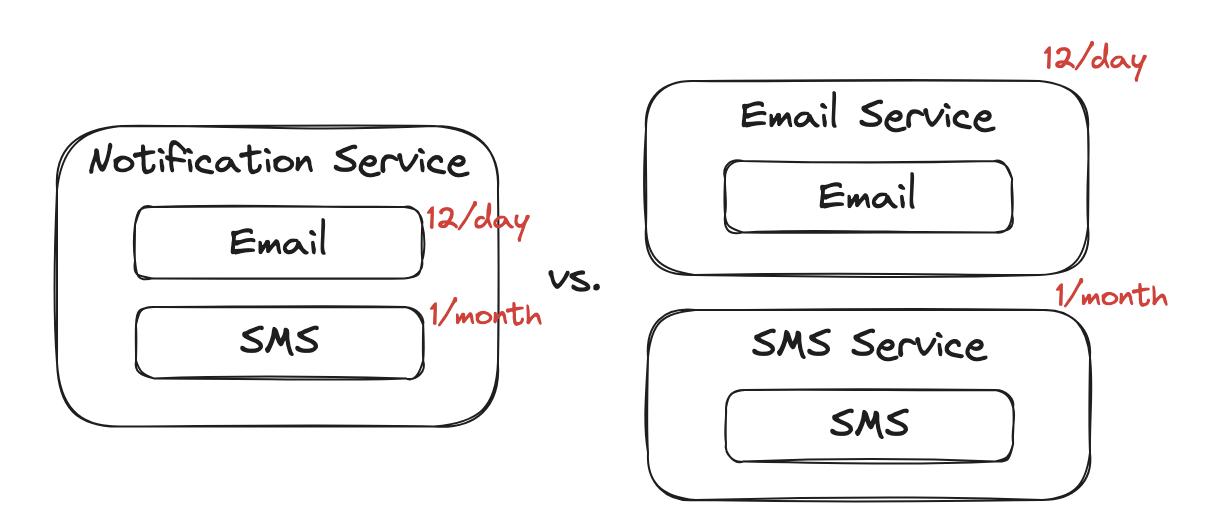 Notification Service
Email
12/day
SMS
1/month
vs.
12/day
Email Service
Email
1/month
SMS Service
SMS